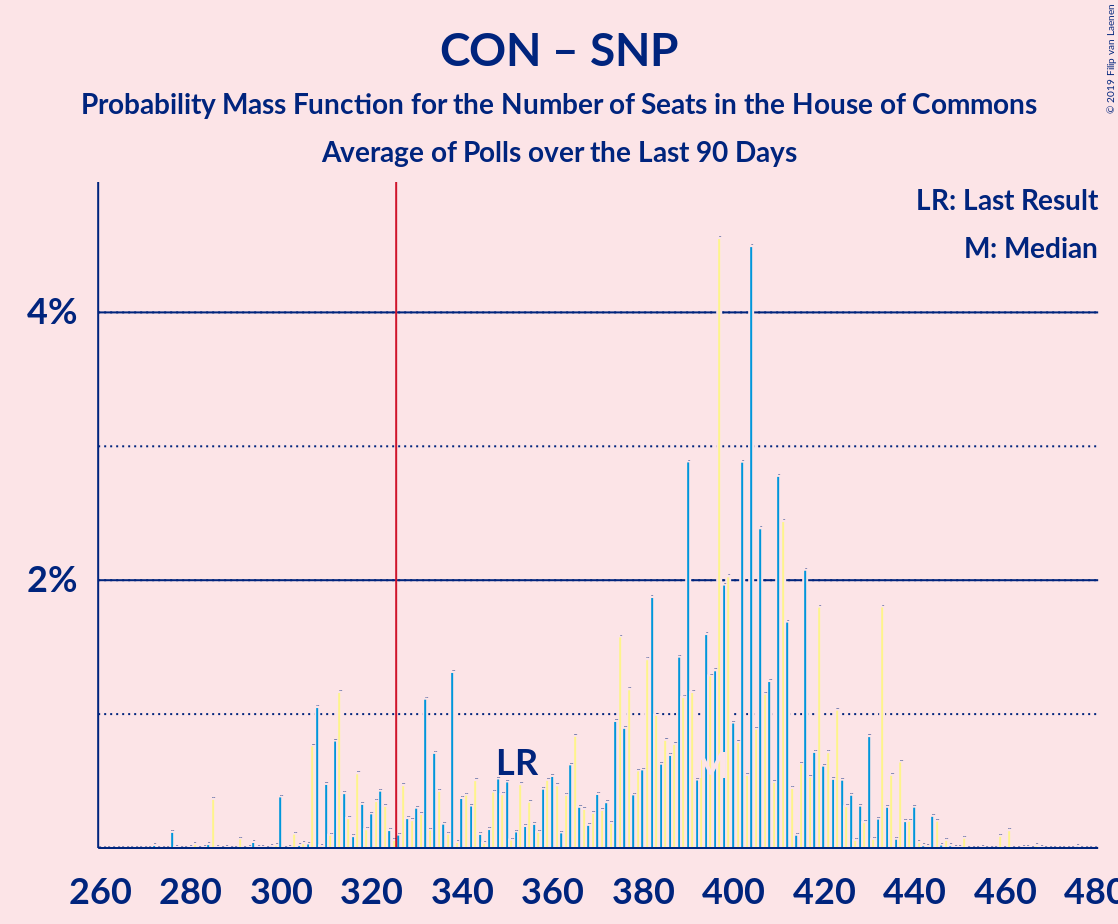 CON – SNP
Probability Mass Function for the Number of Seats in the House of Commons
Average of Polls over the Last 90 Days
© 2019 Filip van Laenen
LR: Last Result
M: Median
4%
2%
LR
M
260 280 300 320 340 360 380 400 420 440 460 480